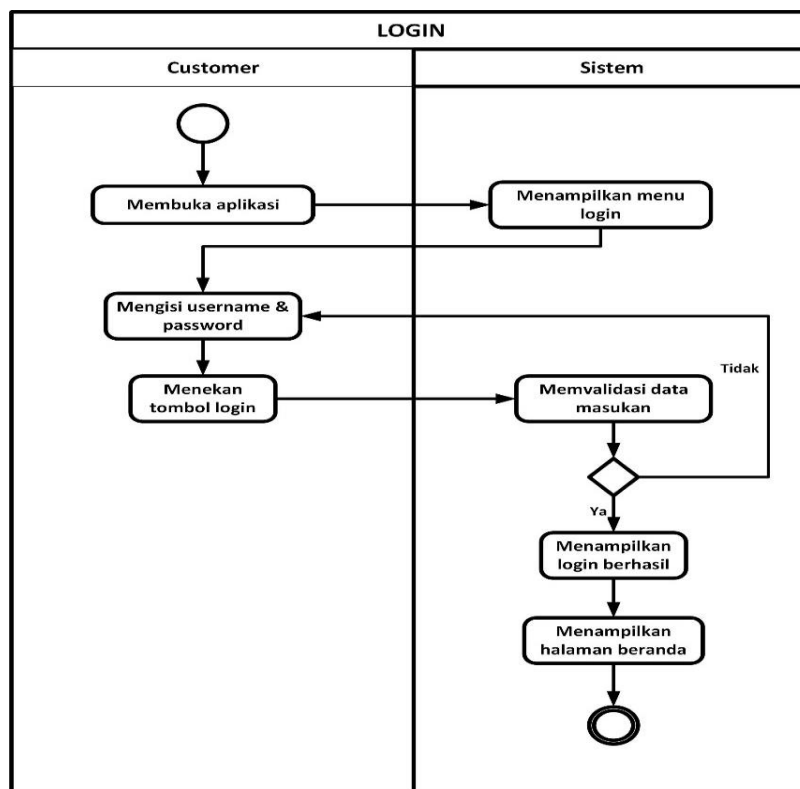 LOGIN
Customer
Sistem
Membuka aplikasi
Menampilkan menu
login
Mengisi username &
password
Tidak
Menekan
tombol login
Memvalidasi data
masukan
Ya
Menampilkan
login berhasil
Menampilkan
halaman beranda